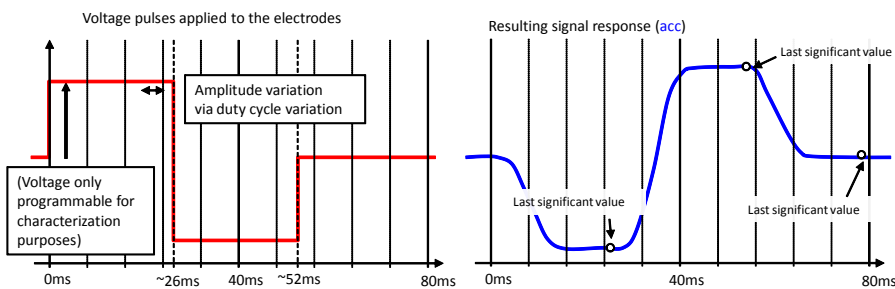 Voltage pulses applied to the electrodes
Amplitude variation
via duty cycle variation
(Voltage only
programmable for
characterization
purposes)
0ms
~26ms
40ms
~52ms
80ms
Resulting signal response (acc)
Last significant value
Last significant value
Last significant value
0ms
40ms
80ms